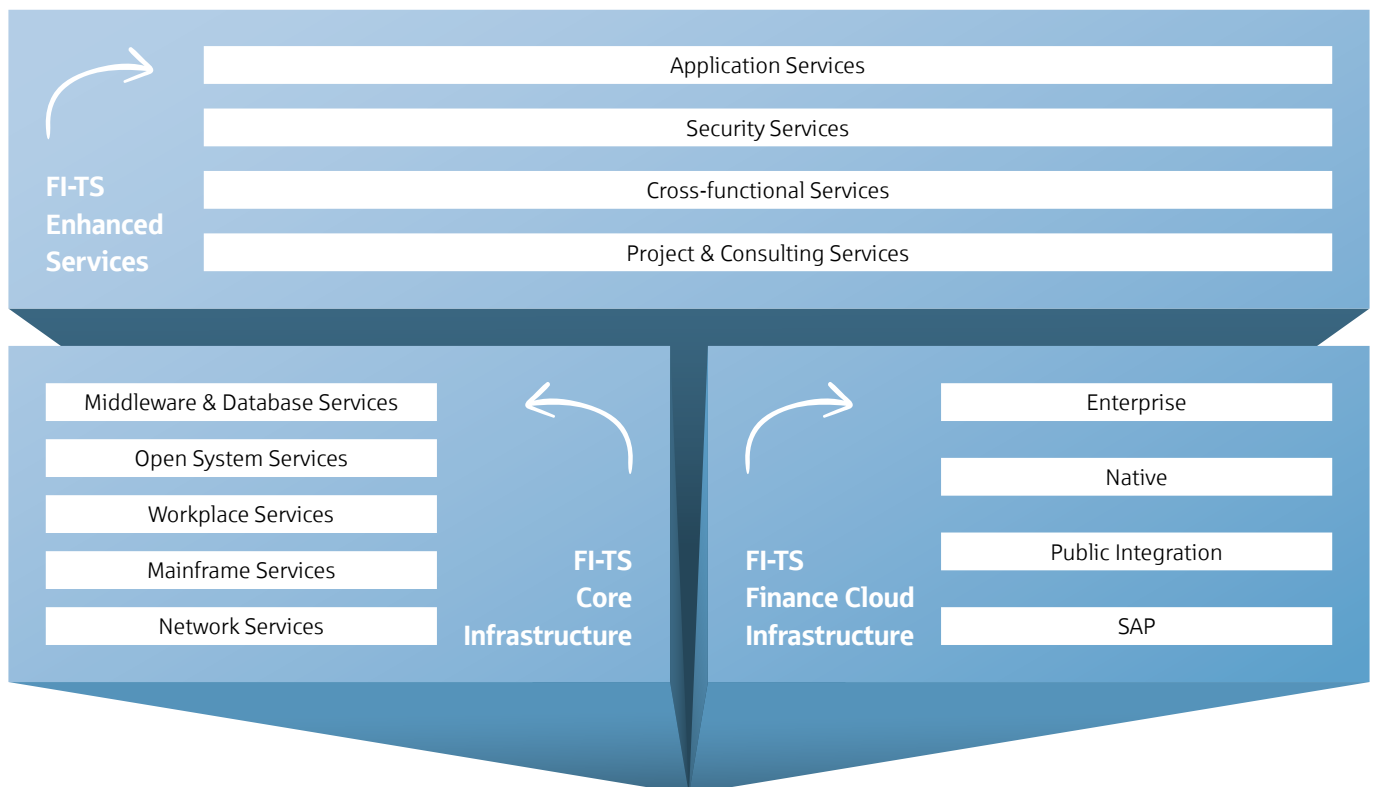 FI-TS
Enhanced
Services
Application Services
Security Services
Cross-functional Services
Project & Consulting Services
Middleware & Database Services
Open System Services
Workplace Services
Mainframe Services
Network Services
FI-TS
Core
Infrastructure
FI-TS
Finance Cloud
Infrastructure
Enterprise
Native
Public Integration
SAP